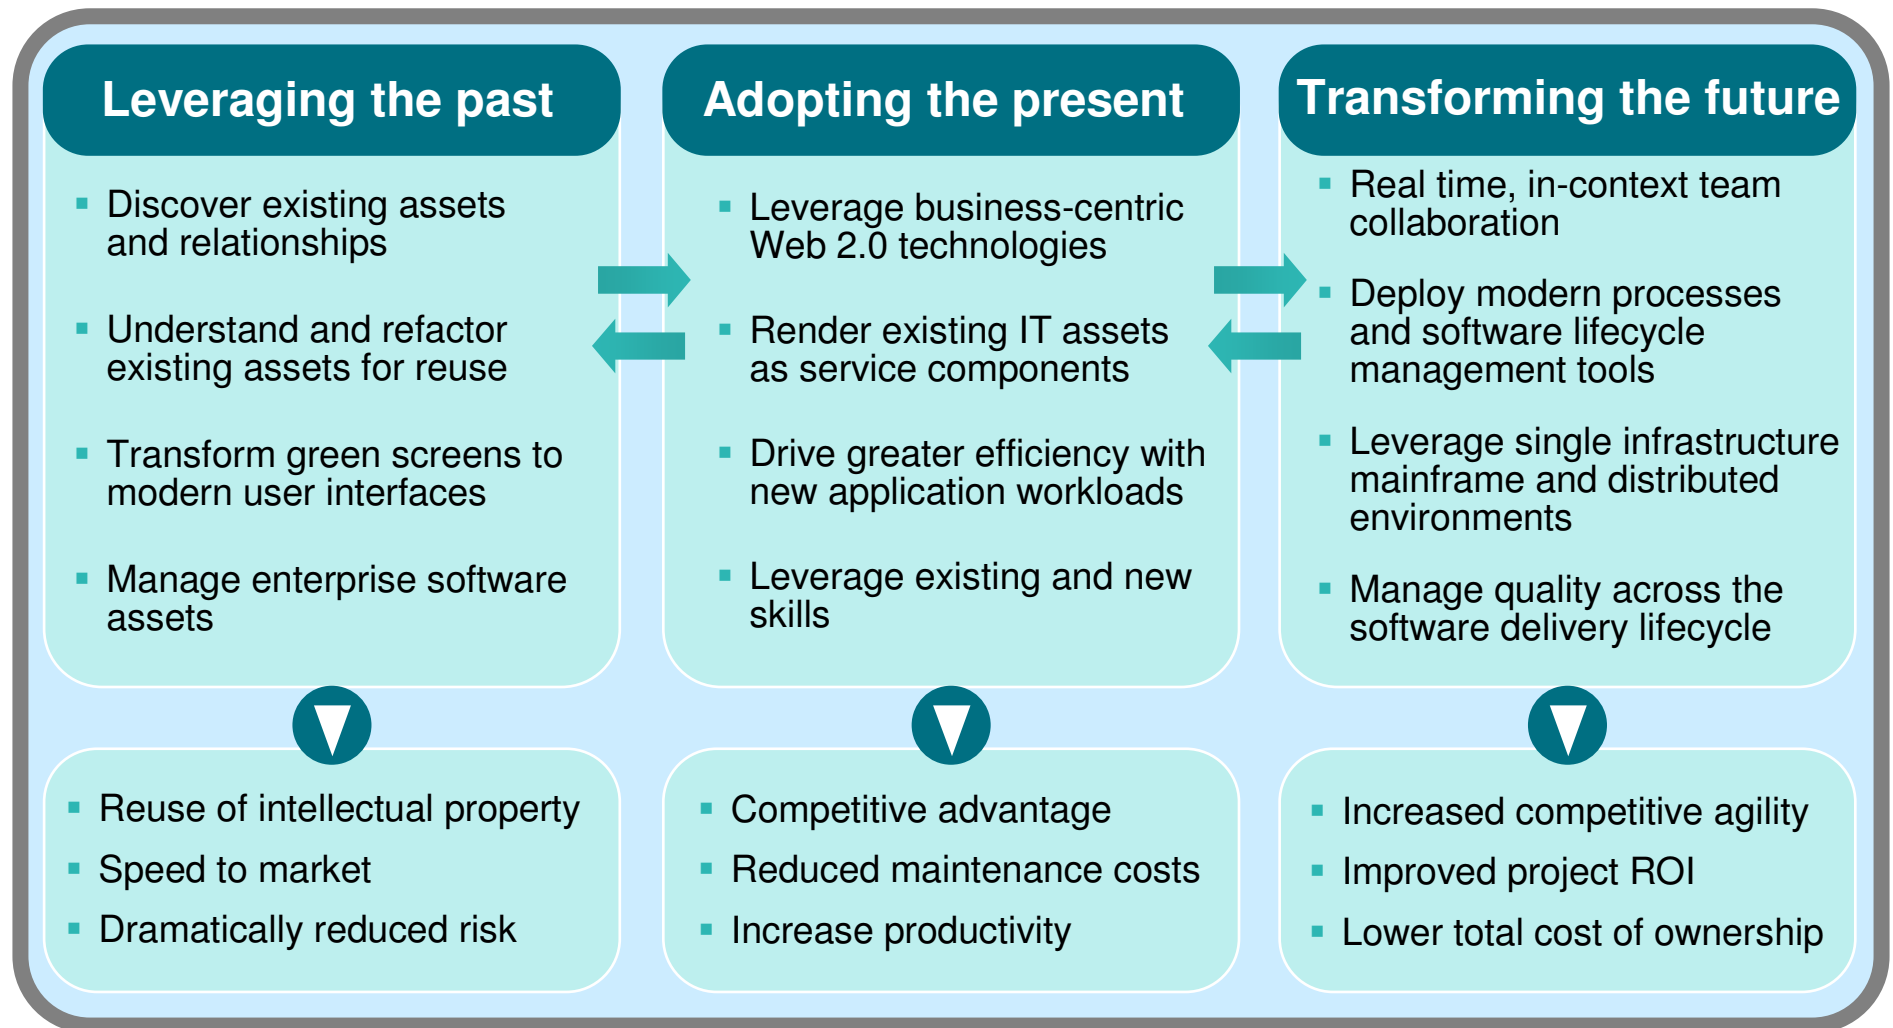 Leveraging the past
▪ Discover existing assets
and relationships
▪ Understand and refactor
existing assets for reuse
▪ Transform green screens to
modern user interfaces
▪ Manage enterprise software
assets
▪ Reuse of intellectual property
▪ Speed to market
▪ Dramatically reduced risk
Adopting the present
▪ Leverage business-centric
Web 2.0 technologies
▪ Render existing IT assets
as service components
▪ Drive greater efficiency with
new application workloads
▪ Leverage existing and new
skills
▪ Competitive advantage
▪ Reduced maintenance costs
▪ Increase productivity
Transforming the future
▪ Real time, in-context team
collaboration
▪ Deploy modern processes
and software lifecycle
management tools
▪ Leverage single infrastructure
mainframe and distributed
environments
▪ Manage quality across the
software delivery lifecycle
▪ Increased competitive agility
▪ Improved project ROI
▪ Lower total cost of ownership